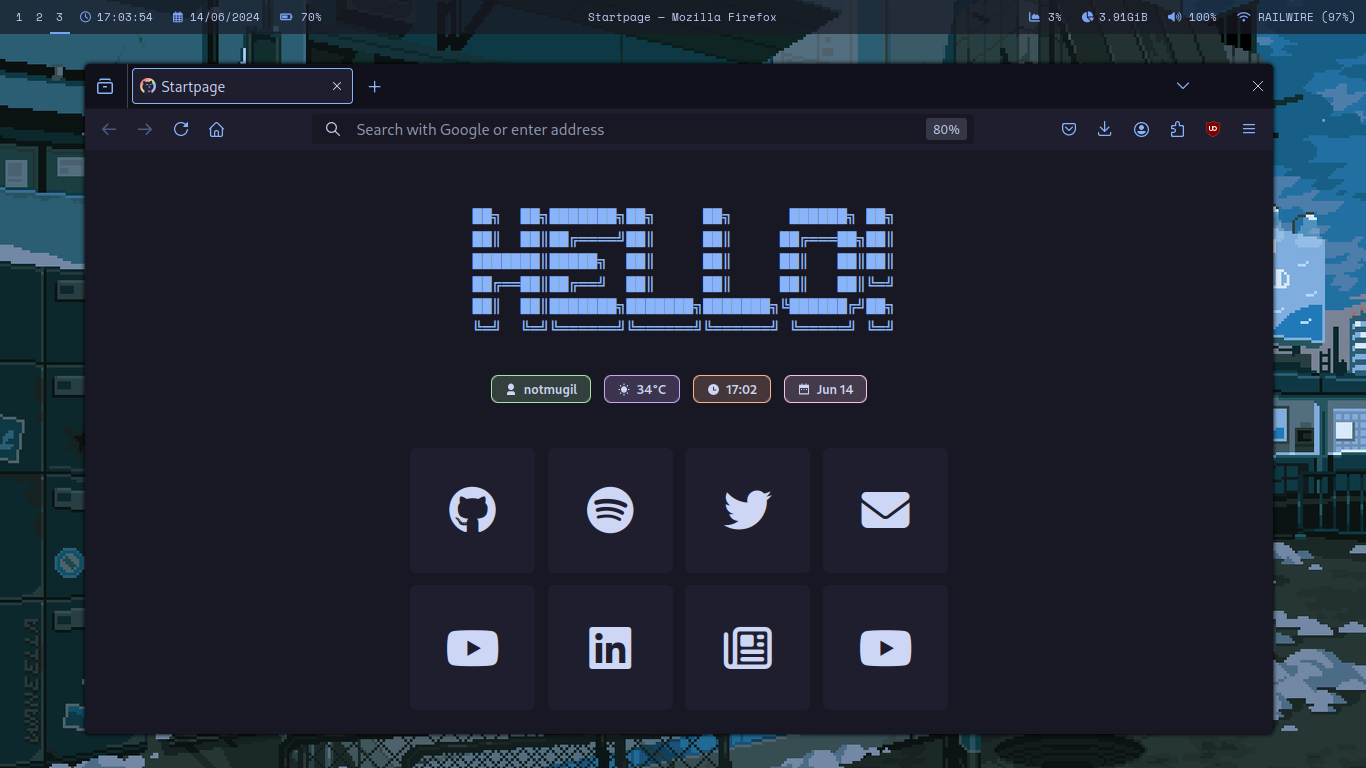 1 2 3 17:03:54 14/06/2024 70% Startpage — Mozilla Firefox 3% 3.91GiB 100% RAILWIRE (97%)
Startpage
Search with Google or enter address 80%
HELLO!
notmugil 34°C 17:02 Jun 14
in